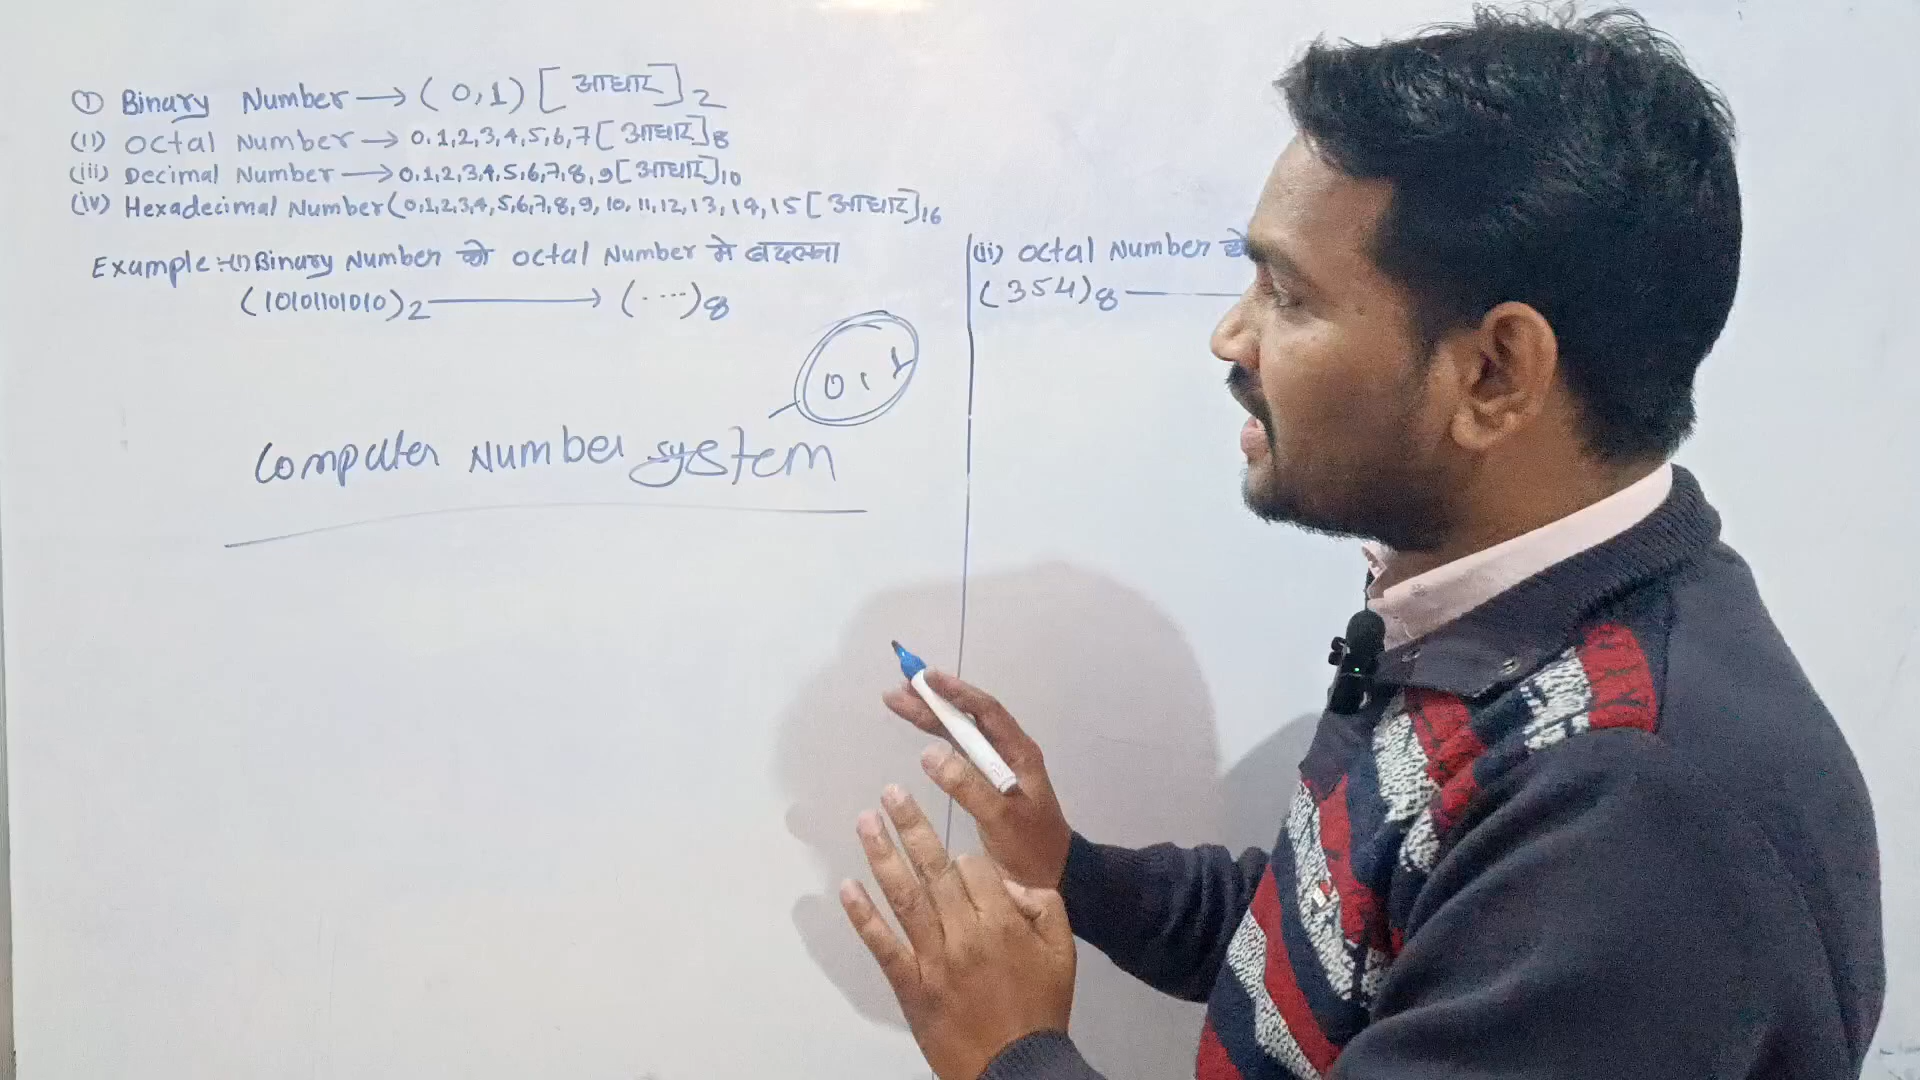 ① Binary Number → (0,1) [आधार]2
(ii) Octal Number → 0,1,2,3,4,5,6,7 [आधार]8
(iii) Decimal Number → 0,1,2,3,4,5,6,7,8,9 [आधार]10
(iv) Hexadecimal Number (0,1,2,3,4,5,6,7,8,9,10,11,12,13,14,15 [आधार]16
Example:-(i) Binary Number को octal Number मे बदलना
(10101101010)2 → (....)8
0,1
Computer Number system
(ii) Octal Number को
(354)8